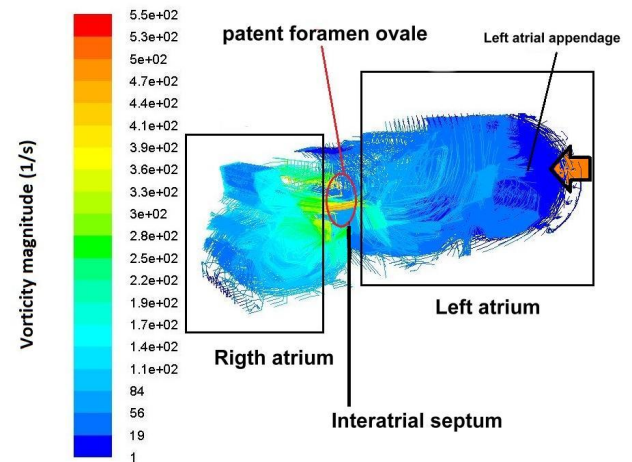 5.5e+02
5.3e+02
5e+02
4.7e+02
4.4e+02
4.1e+02
3.6e+02
3.3e+02
3e+02
2.8e+02
2.5e+02
2.2e+02
1.9e+02
1.7e+02
1.4e+02
1.1e+02
84
56
19
1
Vorticity magnitude (1/s)
patent foramen ovale
Left atrial appendage
Left atrium
Rigth atrium
Interatrial septum